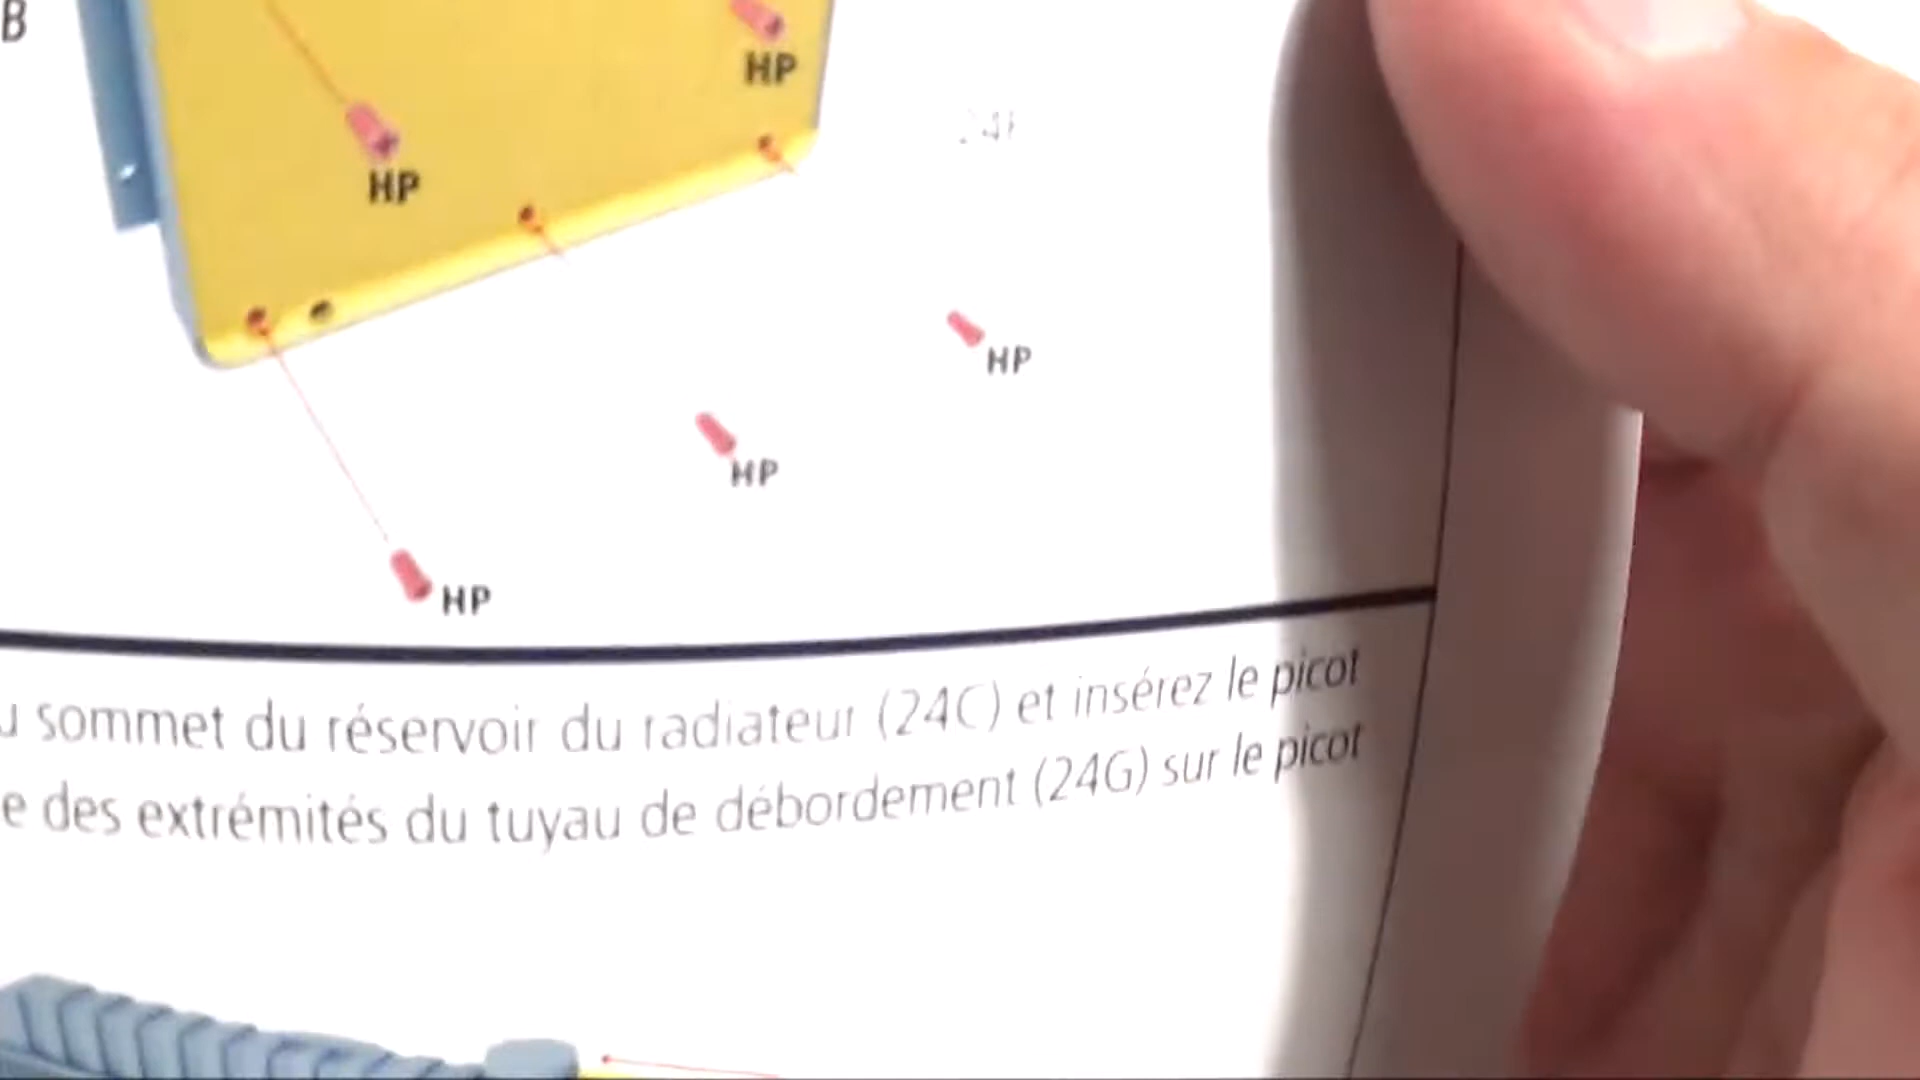 B
HP
HP
HP
HP
HP
sommet du réservoir du radiateur (24C) et insérez le picot
e des extrémités du tuyau de débordement (24G) sur le picot